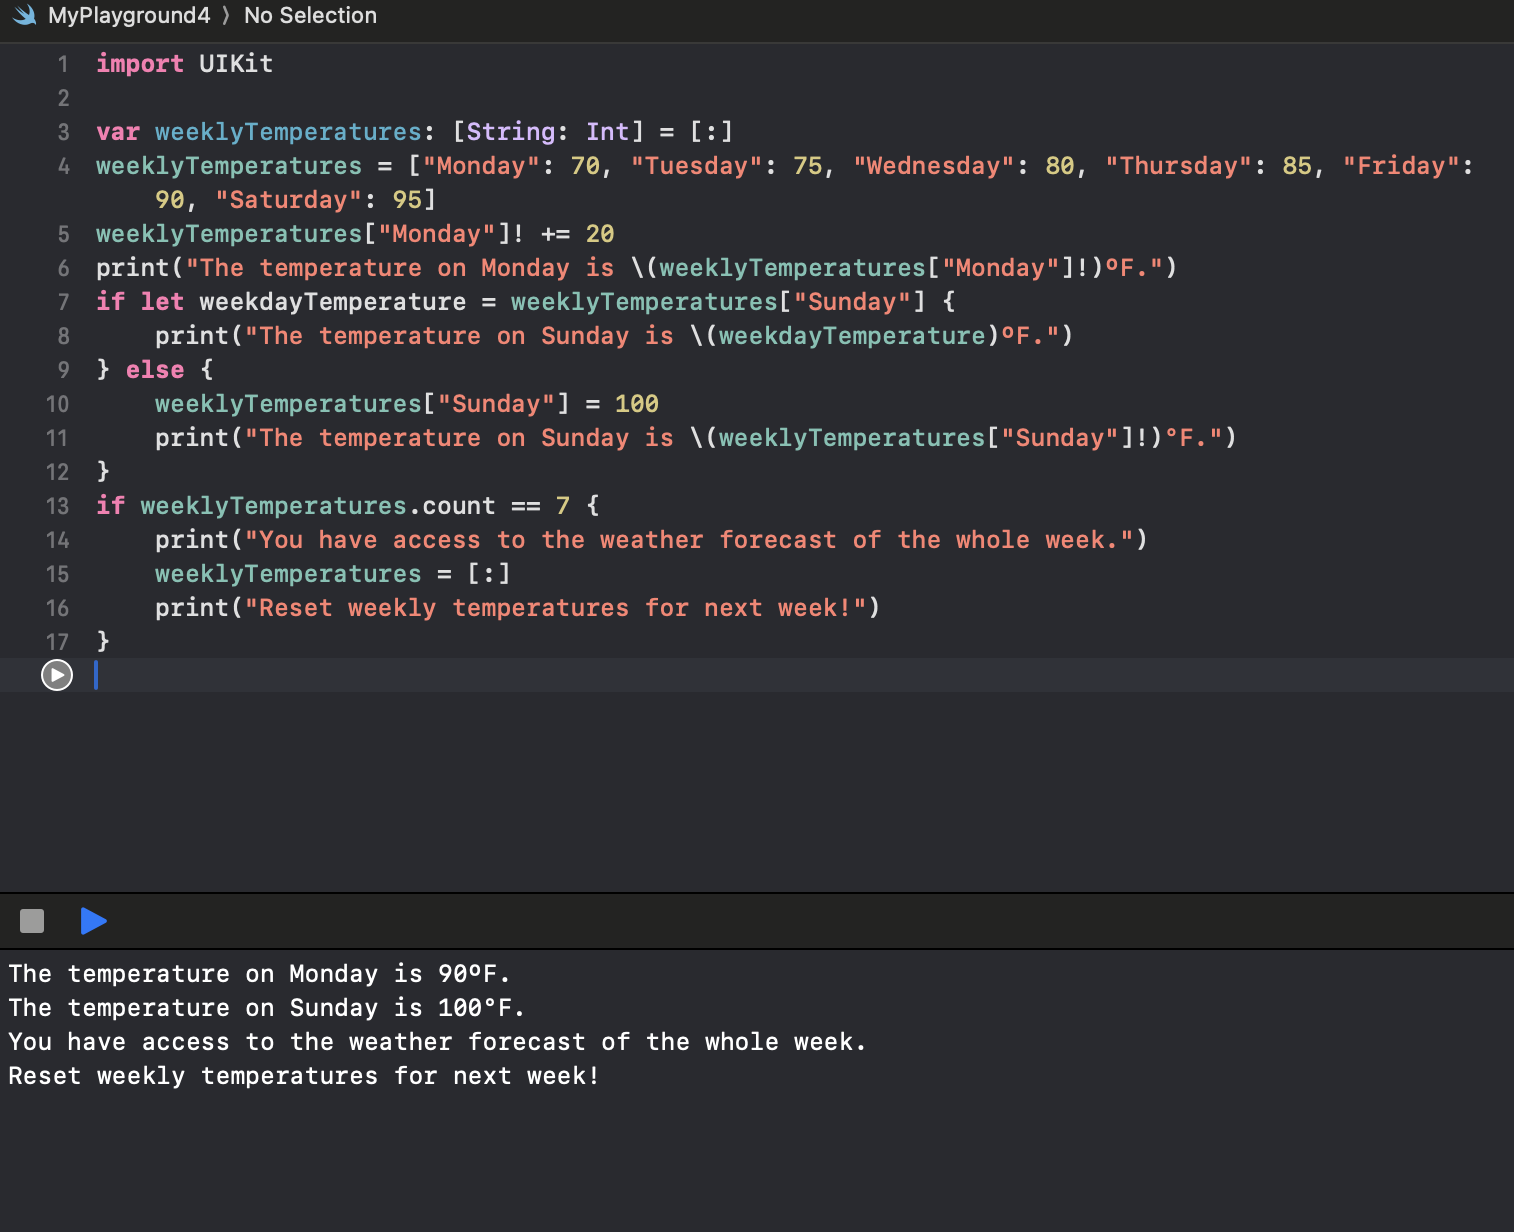 MyPlayground4 ⟩ No Selection
1 import UIKit
2
3 var weeklyTemperatures: [String: Int] = [:]
4 weeklyTemperatures = ["Monday": 70, "Tuesday": 75, "Wednesday": 80, "Thursday": 85, "Friday":
90, "Saturday": 95]
5 weeklyTemperatures["Monday"]! += 20
6 print("The temperature on Monday is \(weeklyTemperatures["Monday"]!)ºF.")
7 if let weekdayTemperature = weeklyTemperatures["Sunday"] {
8 print("The temperature on Sunday is \(weekdayTemperature)ºF.")
9 } else {
10 weeklyTemperatures["Sunday"] = 100
11 print("The temperature on Sunday is \(weeklyTemperatures["Sunday"]!)°F.")
12 }
13 if weeklyTemperatures.count == 7 {
14 print("You have access to the weather forecast of the whole week.")
15 weeklyTemperatures = [:]
16 print("Reset weekly temperatures for next week!")
17 }
The temperature on Monday is 90ºF.
The temperature on Sunday is 100°F.
You have access to the weather forecast of the whole week.
Reset weekly temperatures for next week!